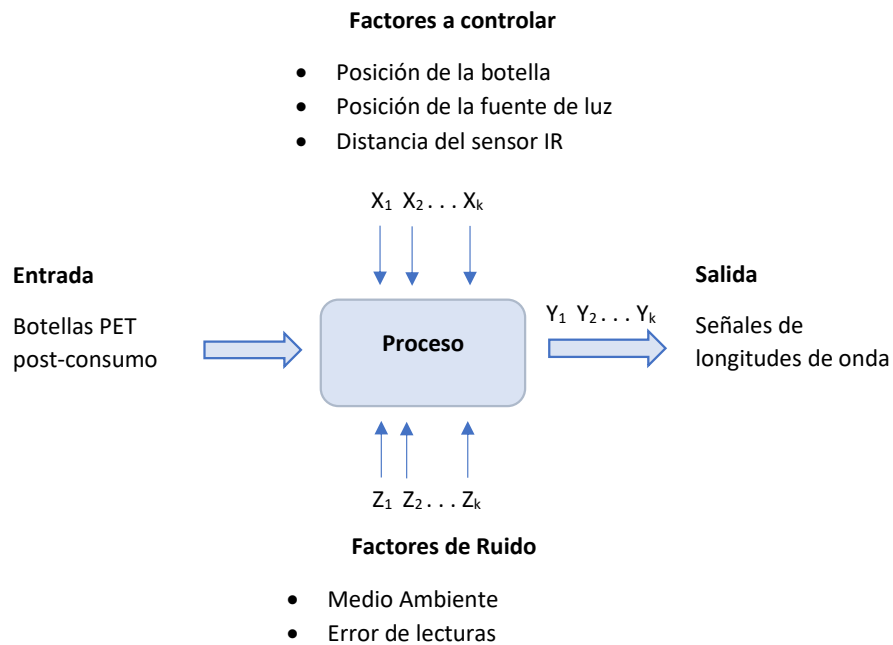 Factores a controlar
• Posición de la botella
• Posición de la fuente de luz
• Distancia del sensor IR
X₁ X₂ . . . Xₖ
Entrada
Botellas PET
post-consumo
Proceso
Y₁ Y₂ . . . Yₖ
Salida
Señales de
longitudes de onda
Z₁ Z₂ . . . Zₖ
Factores de Ruido
• Medio Ambiente
• Error de lecturas